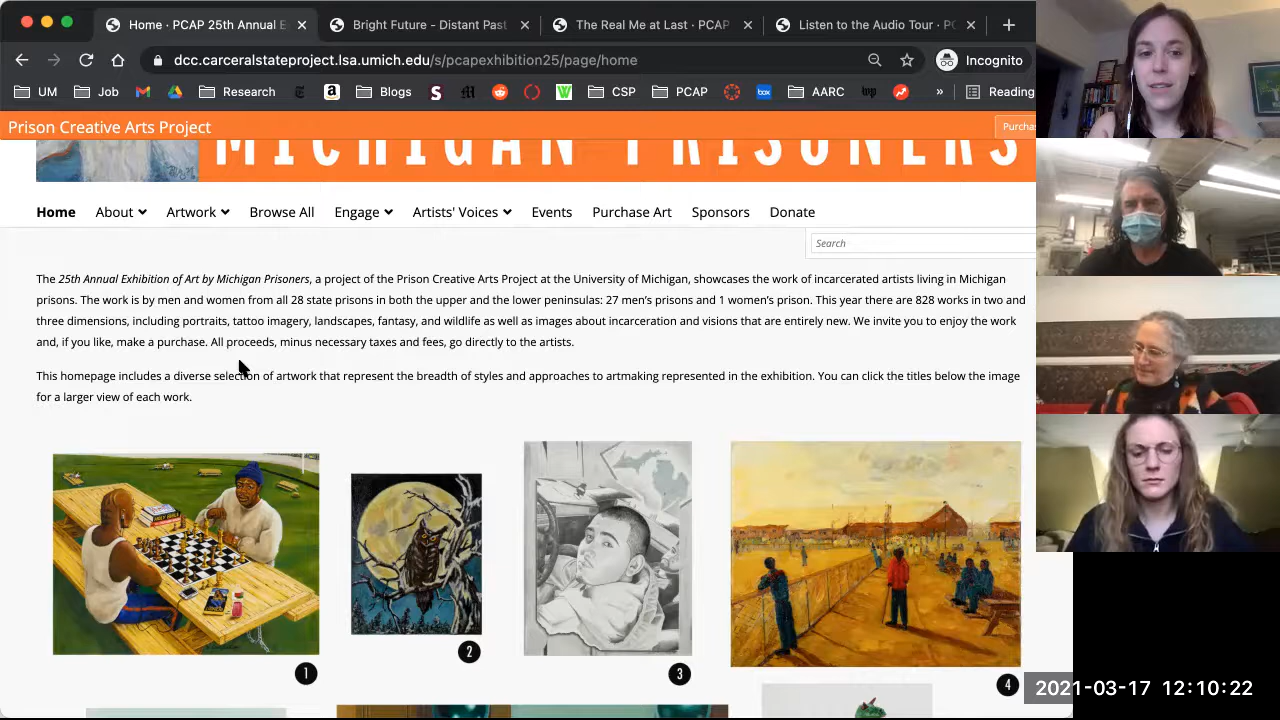 Home · PCAP 25th Annual E
Bright Future - Distant Past
The Real Me at Last · PCAP
Listen to the Audio Tour · PC
dcc.carceralstateproject.lsa.umich.edu/s/pcapexhibition25/page/home
Incognito
UM
Job
Research
Blogs
CSP
PCAP
box
AARC
wp
»
Reading
Prison Creative Arts Project
Purcha
MICHIGAN PRISONERS
Home
About
Artwork
Browse All
Engage
Artists' Voices
Events
Purchase Art
Sponsors
Donate
Search
The 25th Annual Exhibition of Art by Michigan Prisoners, a project of the Prison Creative Arts Project at the University of Michigan, showcases the work of incarcerated artists living in Michigan
prisons. The work is by men and women from all 28 state prisons in both the upper and the lower peninsulas: 27 men's prisons and 1 women's prison. This year there are 828 works in two and
three dimensions, including portraits, tattoo imagery, landscapes, fantasy, and wildlife as well as images about incarceration and visions that are entirely new. We invite you to enjoy the work
and, if you like, make a purchase. All proceeds, minus necessary taxes and fees, go directly to the artists.
This homepage includes a diverse selection of artwork that represent the breadth of styles and approaches to artmaking represented in the exhibition. You can click the titles below the image
for a larger view of each work.
1
2
3
4
2021-03-17 12:10:22